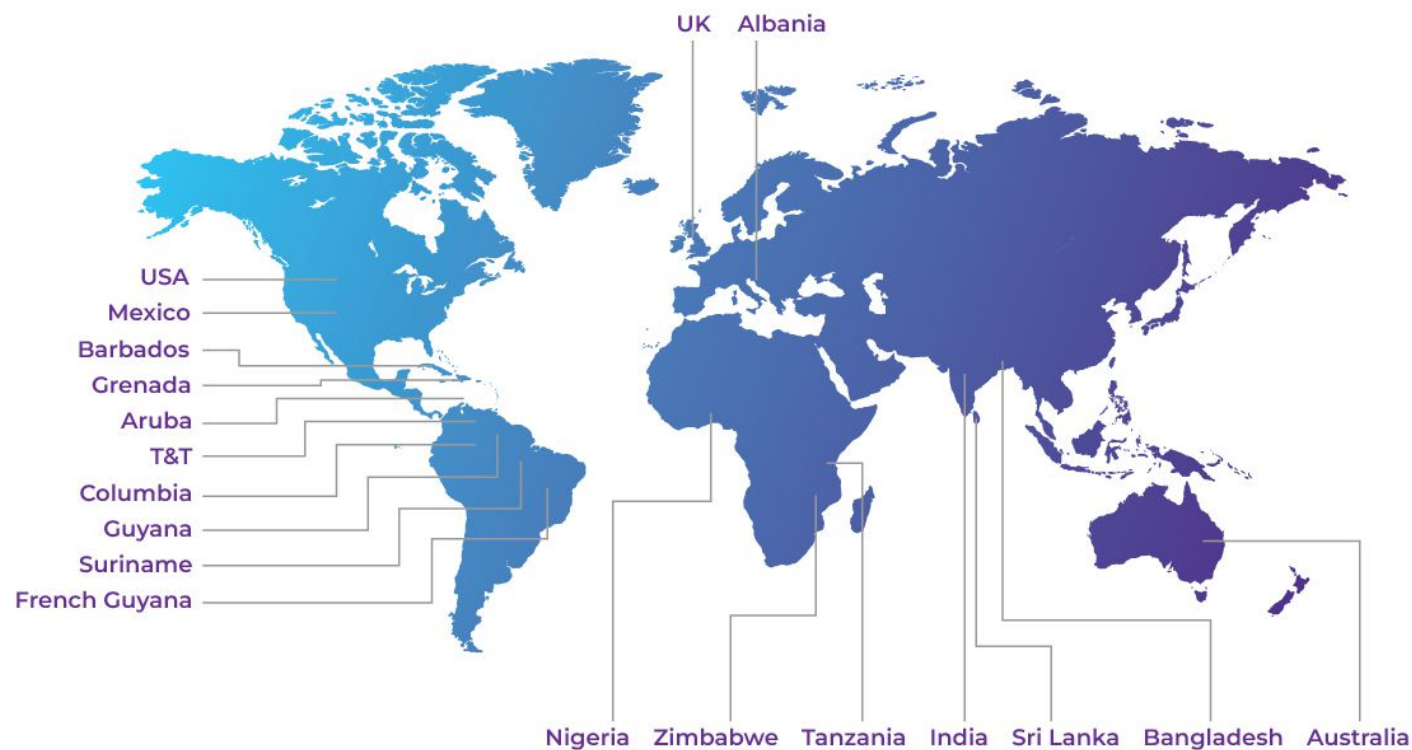 UK Albania
USA
Mexico
Barbados
Grenada
Aruba
T&T
Columbia
Guyana
Suriname
French Guyana
Nigeria Zimbabwe Tanzania India Sri Lanka Bangladesh Australia